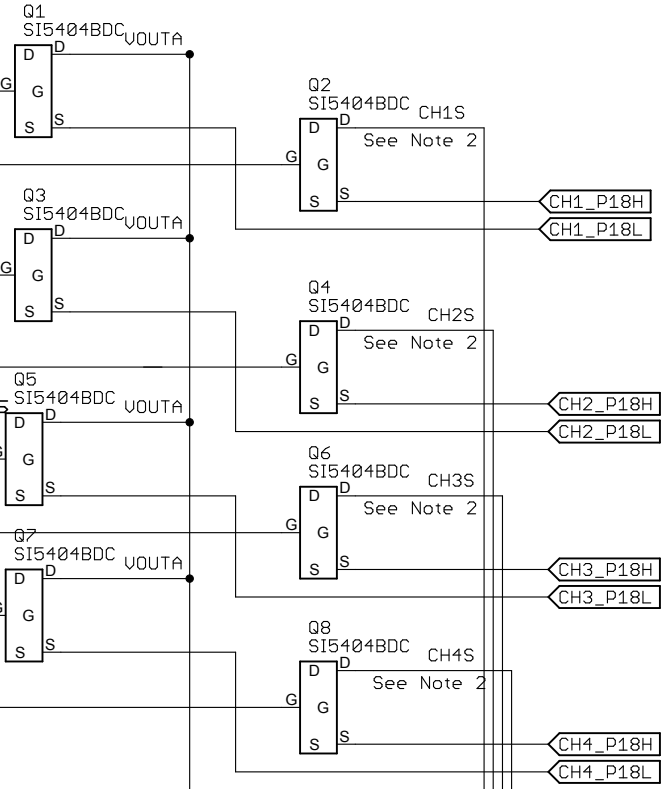 Q1
SI5404BDC
VOUTA
D
D
G
G
S
S
Q2
SI5404BDC
CH1S
D
D
See Note 2
G
G
S
S
CH1_P18H
CH1_P18L
Q3
SI5404BDC
VOUTA
D
D
G
G
S
S
Q4
SI5404BDC
CH2S
D
D
See Note 2
G
G
S
S
CH2_P18H
CH2_P18L
Q5
SI5404BDC
VOUTA
D
D
G
S
S
Q6
SI5404BDC
CH3S
D
D
See Note 2
G
G
S
S
CH3_P18H
CH3_P18L
Q7
SI5404BDC
VOUTA
D
D
G
S
S
Q8
SI5404BDC
CH4S
D
D
See Note 2
G
G
S
S
CH4_P18H
CH4_P18L